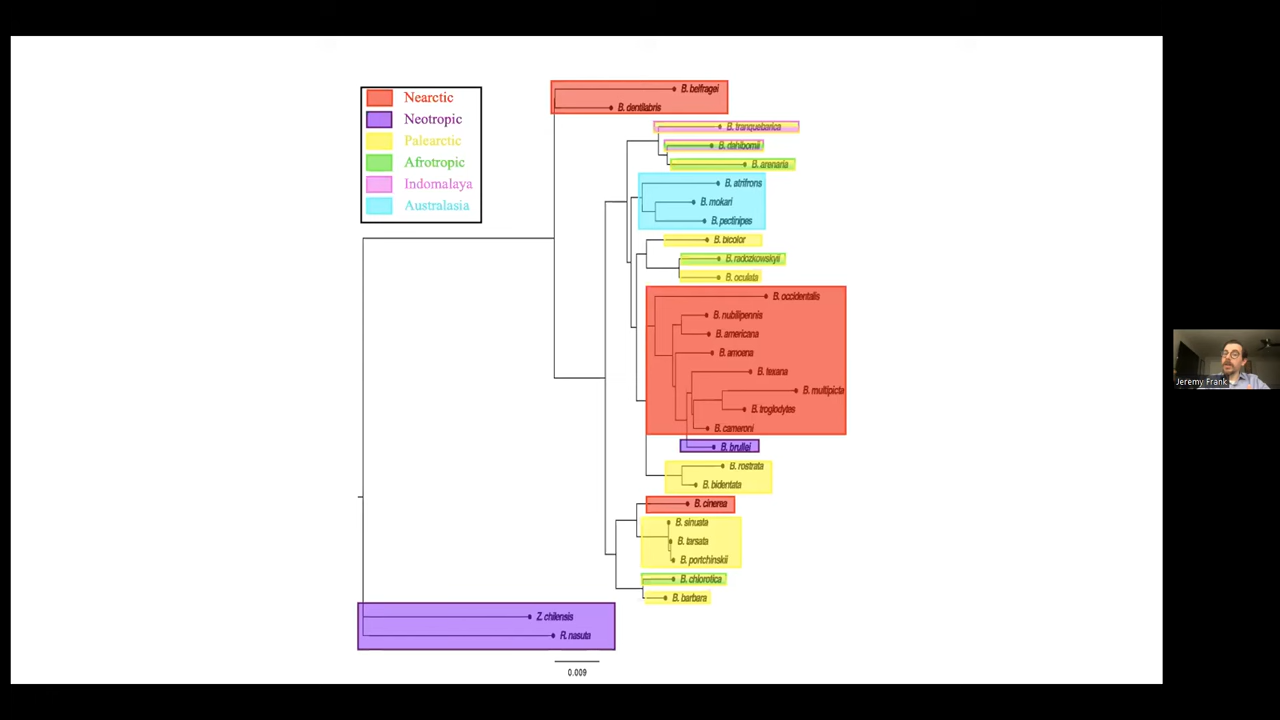 Nearctic
Neotropic
Palearctic
Afrotropic
Indomalaya
Australasia
B. belfragei
B. dentilabris
B. tranquebarica
B. dahlbomii
B. arenaria
B. atrifrons
B. mokari
B. pectinipes
B. bicolor
B. radozkowskyi
B. oculata
B. occidentalis
B. nubilipennis
B. americana
B. amoena
B. texana
B. multipicta
B. troglodytes
B. cameroni
B. brullei
B. rostrata
B. bidentata
B. cinerea
B. sinuata
B. tarsata
B. portchinskii
B. chlorotica
B. barbara
Z. chilensis
R. nasuta
0.009
Jeremy Frank